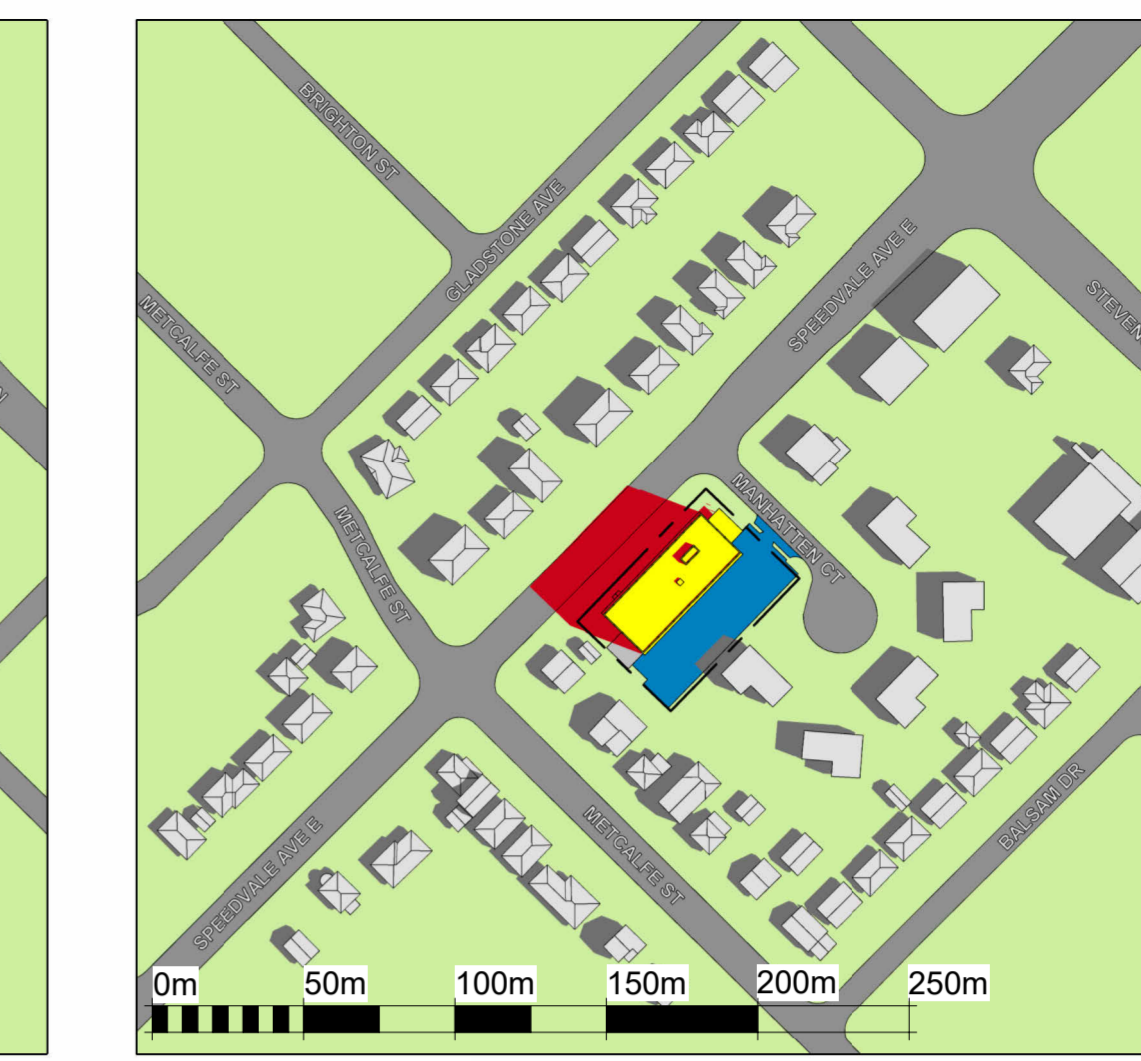 BRIGHTON ST
GLADSTONE AVE
METCALFE ST
SPEEDVALE AVE E
STEVEN
METCALFE ST
MANHATTEN CT
METCALFE ST
BALSAM DR
SPEEDVALE AVE E
0m 50m 100m 150m 200m 250m